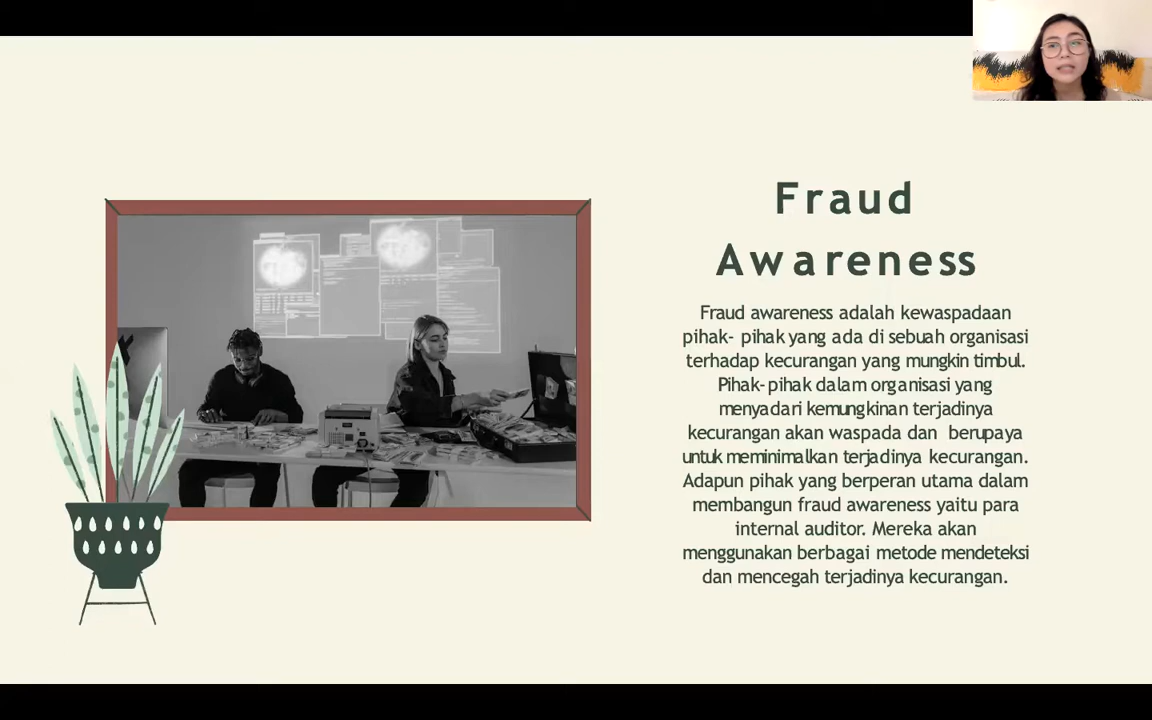 Fraud
Awareness
Fraud awareness adalah kewaspadaan
pihak- pihak yang ada di sebuah organisasi
terhadap kecurangan yang mungkin timbul.
Pihak-pihak dalam organisasi yang
menyadari kemungkinan terjadinya
kecurangan akan waspada dan berupaya
untuk meminimalkan terjadinya kecurangan.
Adapun pihak yang berperan utama dalam
membangun fraud awareness yaitu para
internal auditor. Mereka akan
menggunakan berbagai metode mendeteksi
dan mencegah terjadinya kecurangan.